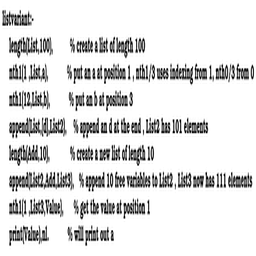 listvariant:-
length(List,100), % create a list of length 100
nth1(1 ,List,a), % put an a at position 1 , nth1/3 uses indexing from 1, nth0/3 from 0
nth1(12,List,b), % put an b at position 3
append(List,[d],List2), % append an d at the end , List2 has 101 elements
length(Add,10), % create a new list of length 10
append(List2,Add,List3), % append 10 free variables to List2 , List3 now has 111 elements
nth1(1 ,List3,Value), % get the value at position 1
print(Value),nl. % will print out a